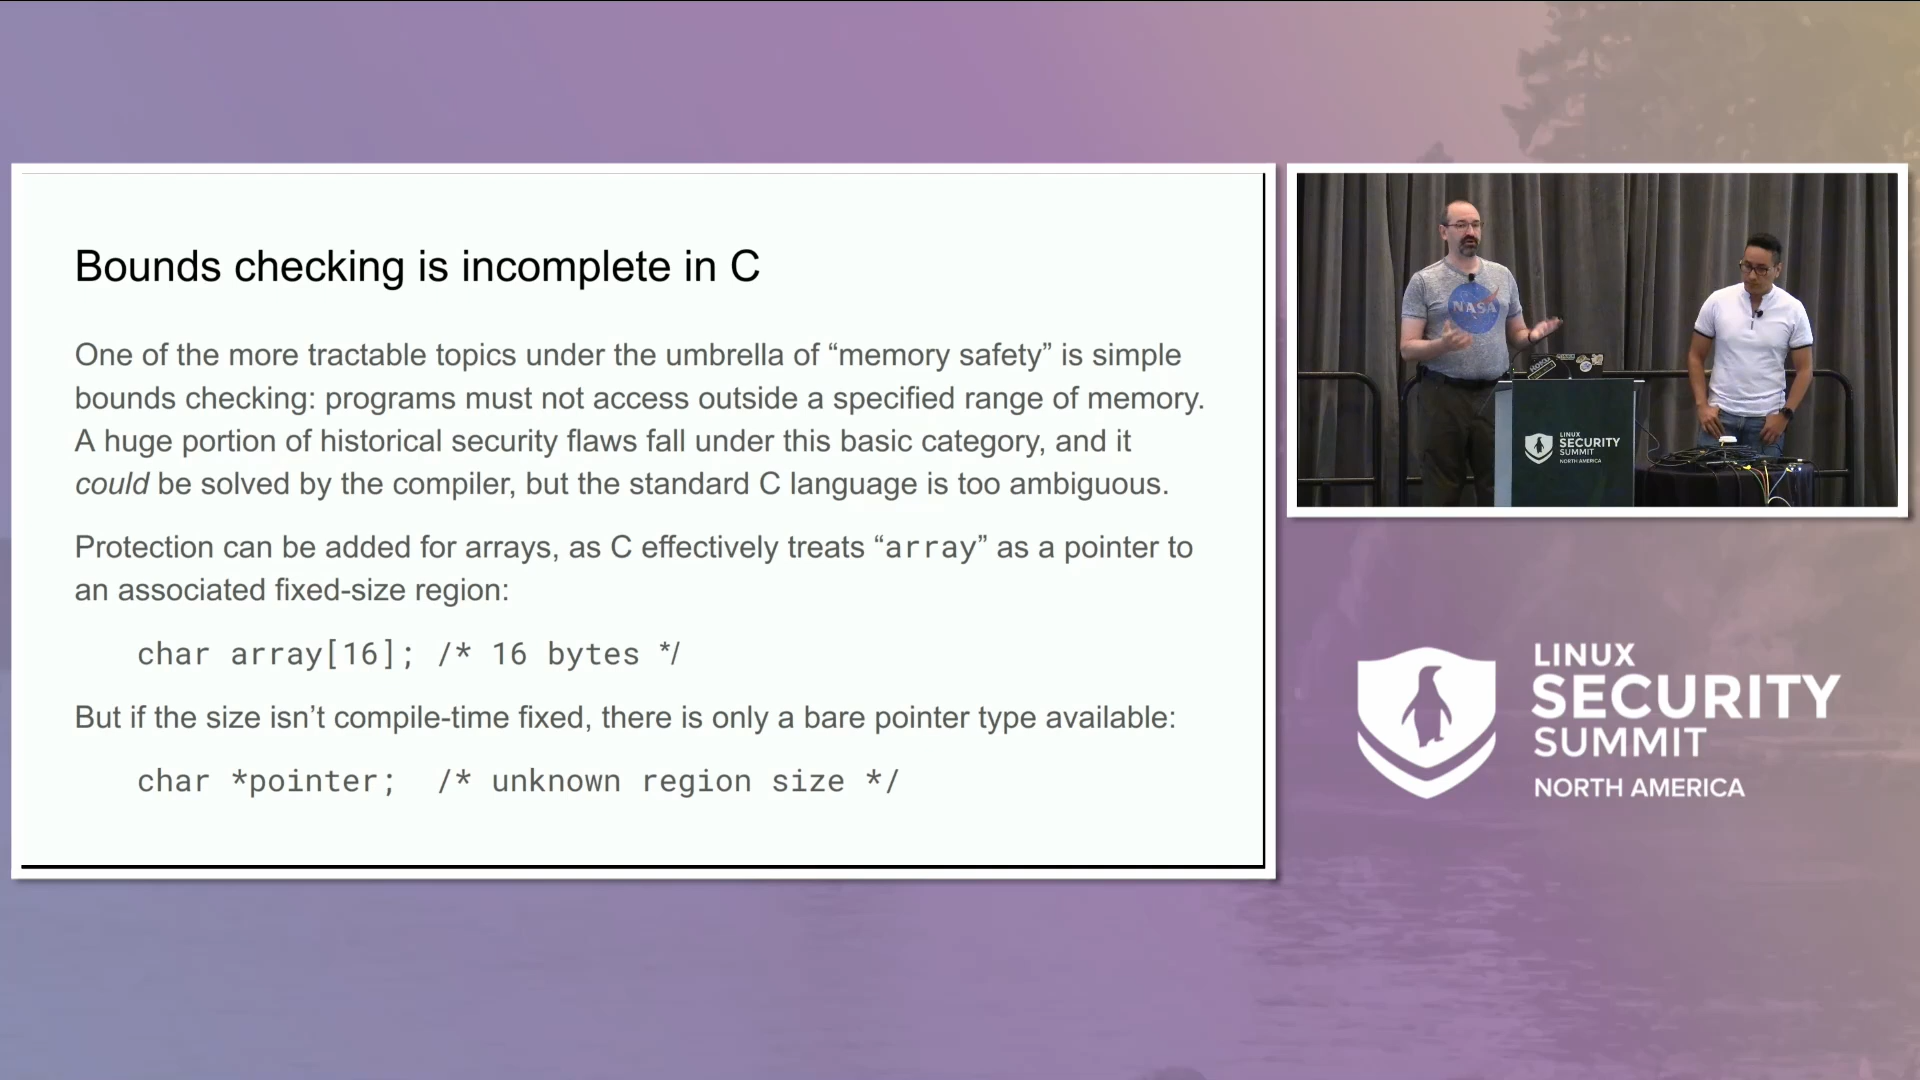 Bounds checking is incomplete in C
One of the more tractable topics under the umbrella of “memory safety” is simple
bounds checking: programs must not access outside a specified range of memory.
A huge portion of historical security flaws fall under this basic category, and it
could be solved by the compiler, but the standard C language is too ambiguous.
Protection can be added for arrays, as C effectively treats “array” as a pointer to
an associated fixed-size region:
char array[16]; /* 16 bytes */
But if the size isn’t compile-time fixed, there is only a bare pointer type available:
char *pointer; /* unknown region size */
NASA
LINUX
SECURITY
SUMMIT
NORTH AMERICA
LINUX
SECURITY
SUMMIT
NORTH AMERICA